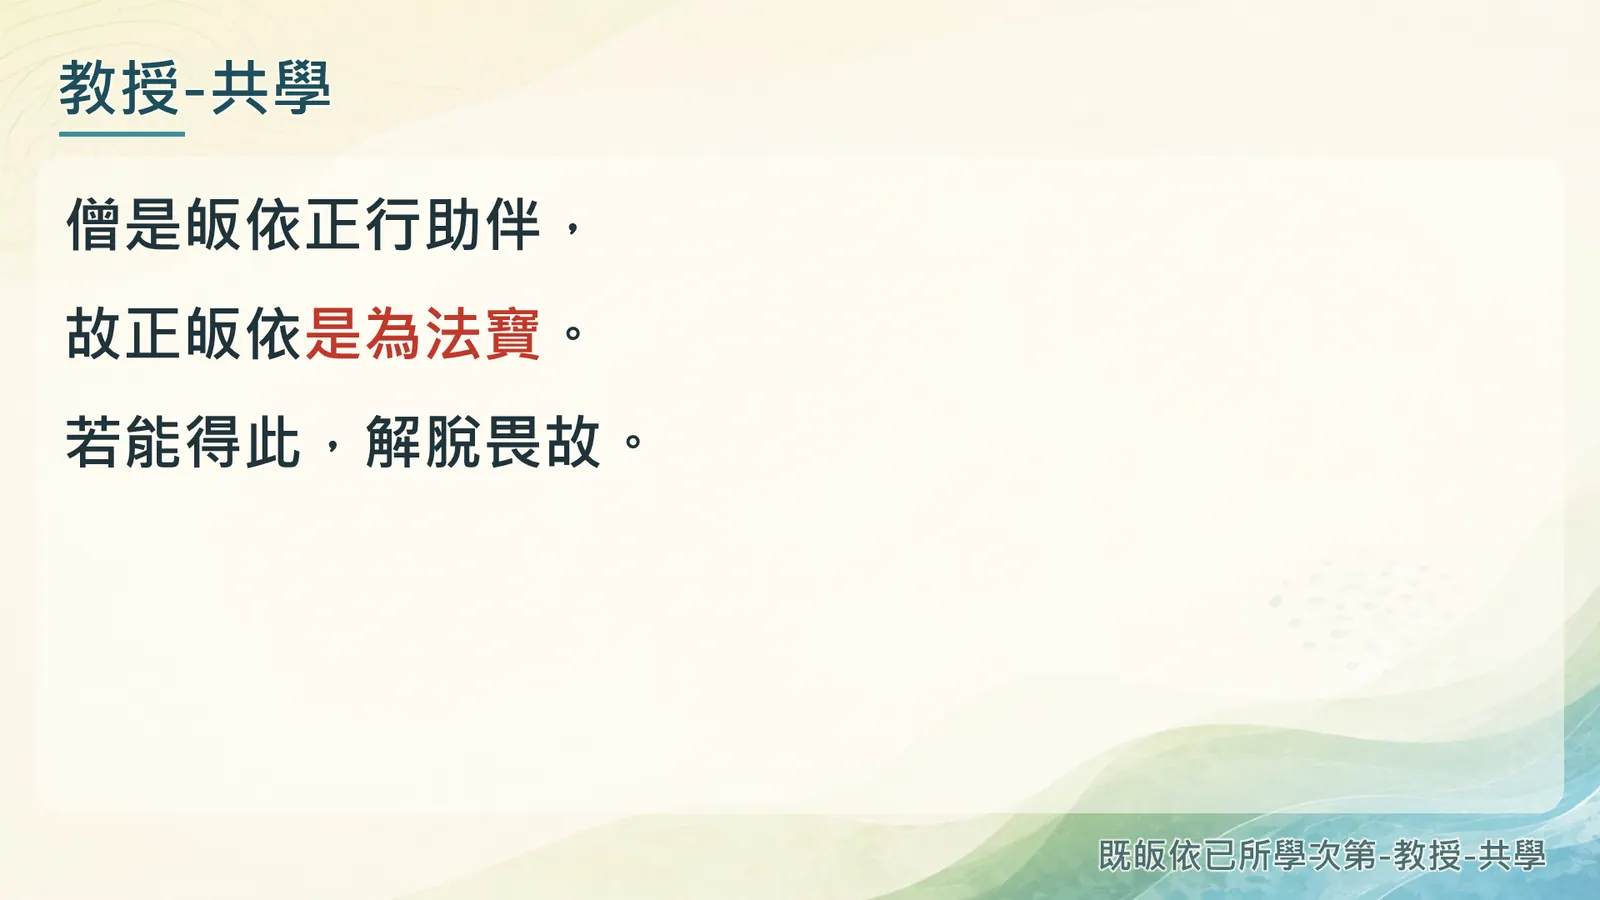 教授-共學
僧是皈依正行助伴，
故正皈依是為法寶。
若能得此，解脫畏故。
既皈依已所學次第-教授-共學